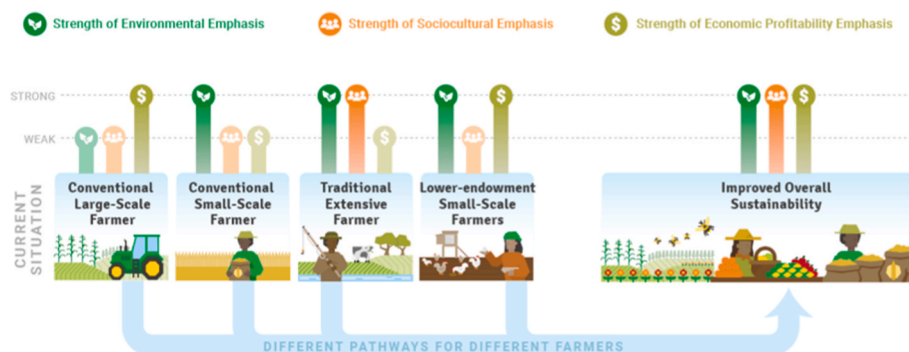 Strength of Environmental Emphasis
Strength of Sociocultural Emphasis
Strength of Economic Profitability Emphasis
STRONG
WEAK
CURRENT
SITUATION
Conventional
Large-Scale
Farmer
Conventional
Small-Scale
Farmer
Traditional
Extensive
Farmer
Lower-endowment
Small-Scale
Farmers
Improved Overall
Sustainability
DIFFERENT PATHWAYS FOR DIFFERENT FARMERS